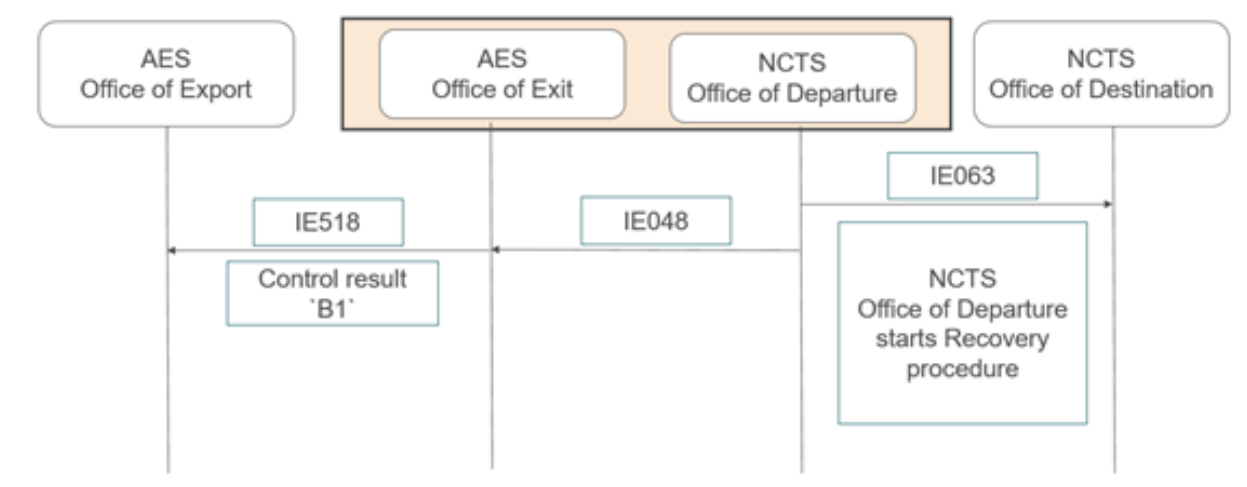 AES
Office of Export
AES
Office of Exit
NCTS
Office of Departure
NCTS
Office of Destination
IE063
IE518
IE048
Control result
`B1`
NCTS
Office of Departure
starts Recovery
procedure